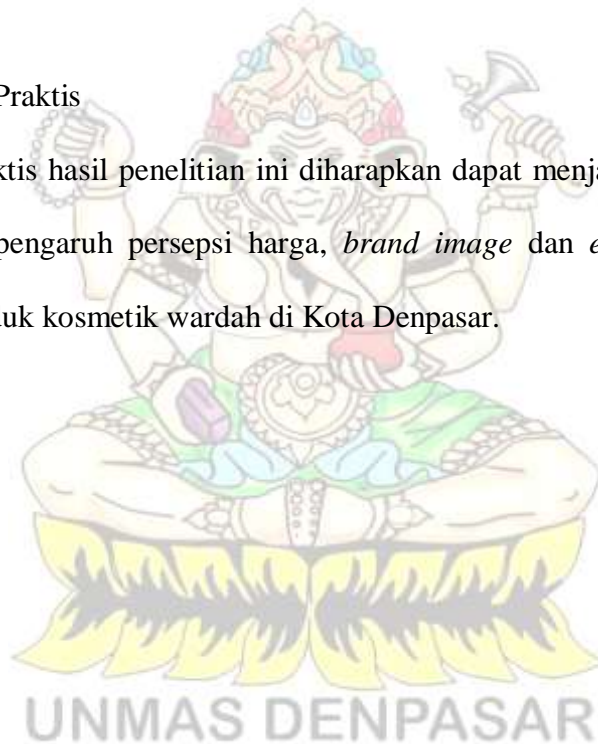 Praktis
ktis hasil penelitian ini diharapkan dapat menja
pengaruh persepsi harga, brand image dan e
duk kosmetik wardah di Kota Denpasar.
UNMAS DENPASAR